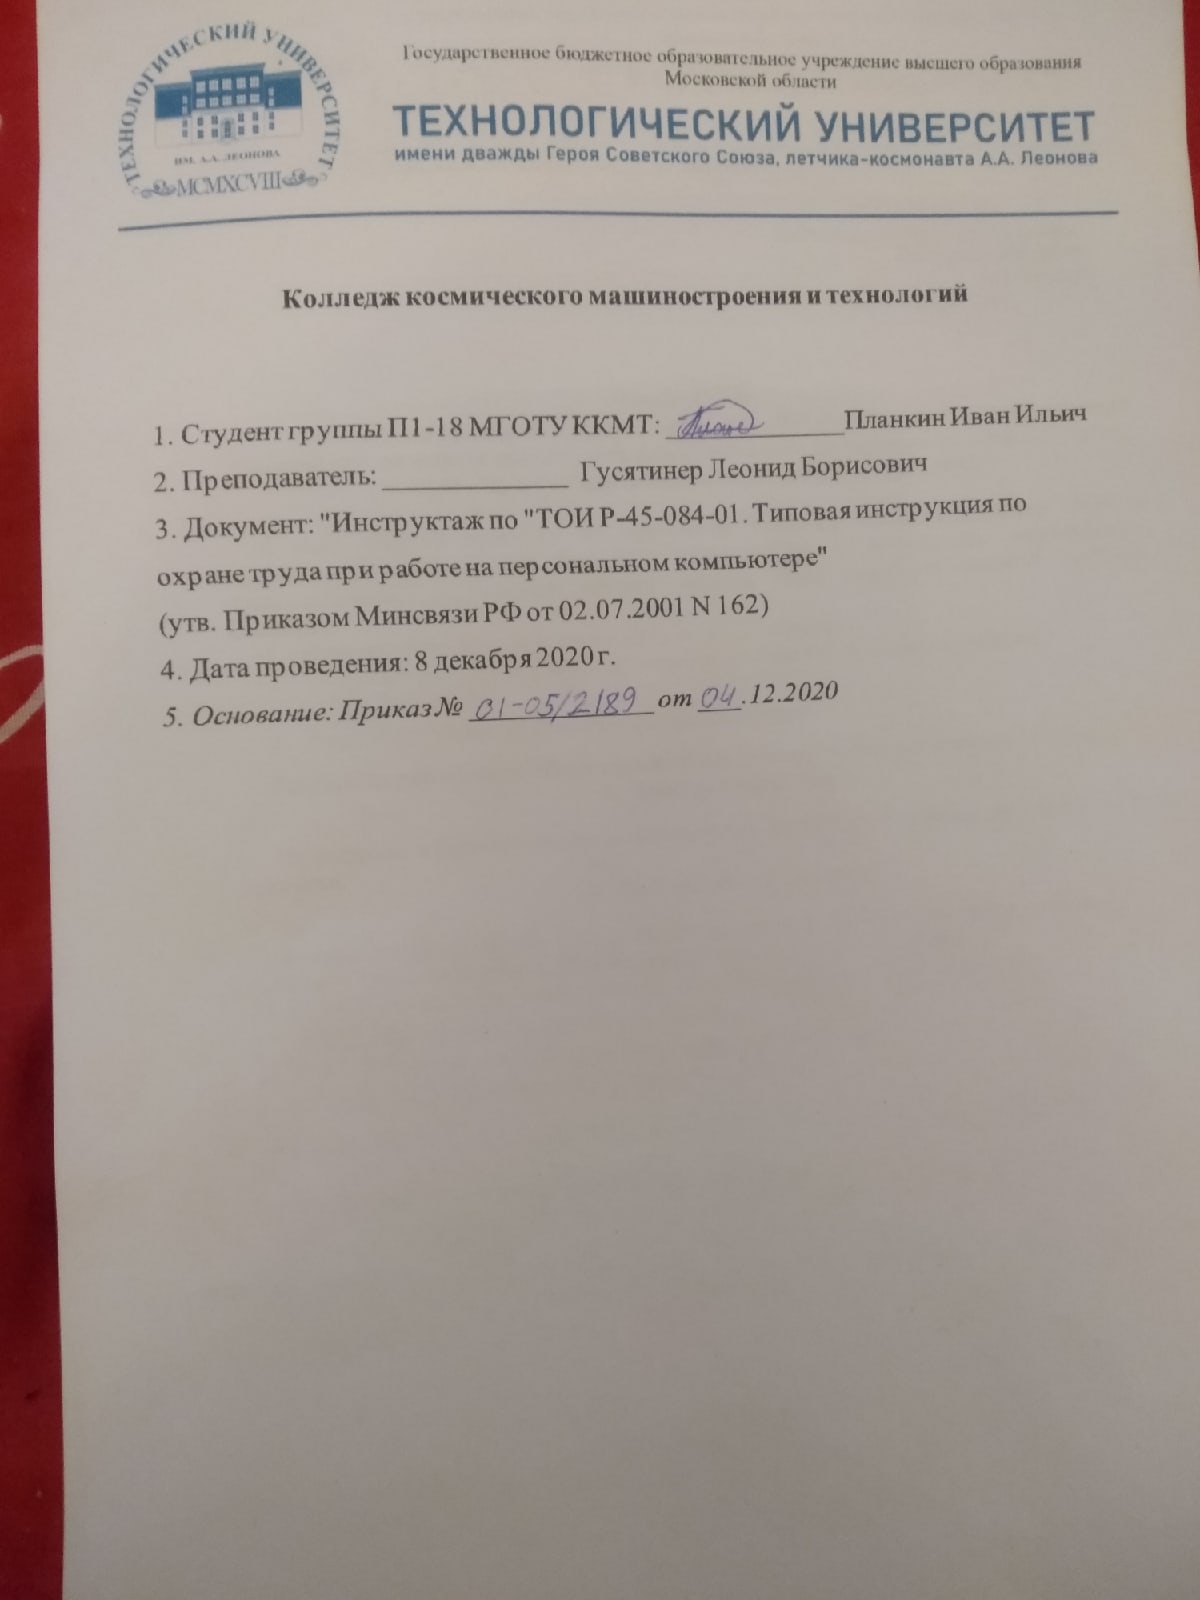 ТЕХНОЛОГИЧЕСКИЙ УНИВЕРСИТЕТ
ИМ. А.А. ЛЕОНОВА
MCMXCVIII
Государственное бюджетное образовательное учреждение высшего образования
Московской области
ТЕХНОЛОГИЧЕСКИЙ УНИВЕРСИТЕТ
имени дважды Героя Советского Союза, летчика-космонавта А.А. Леонова
Колледж космического машиностроения и технологий
1. Студент группы П1-18 МГОТУ ККМТ: ____________ Планкин Иван Ильич
2. Преподаватель: ____________ Гусятинер Леонид Борисович
3. Документ: "Инструктаж по "ТОИ Р-45-084-01. Типовая инструкция по
охране труда при работе на персональном компьютере"
(утв. Приказом Минсвязи РФ от 02.07.2001 N 162)
4. Дата проведения: 8 декабря 2020 г.
5. Основание: Приказ № 01-05/2189 от 04.12.2020